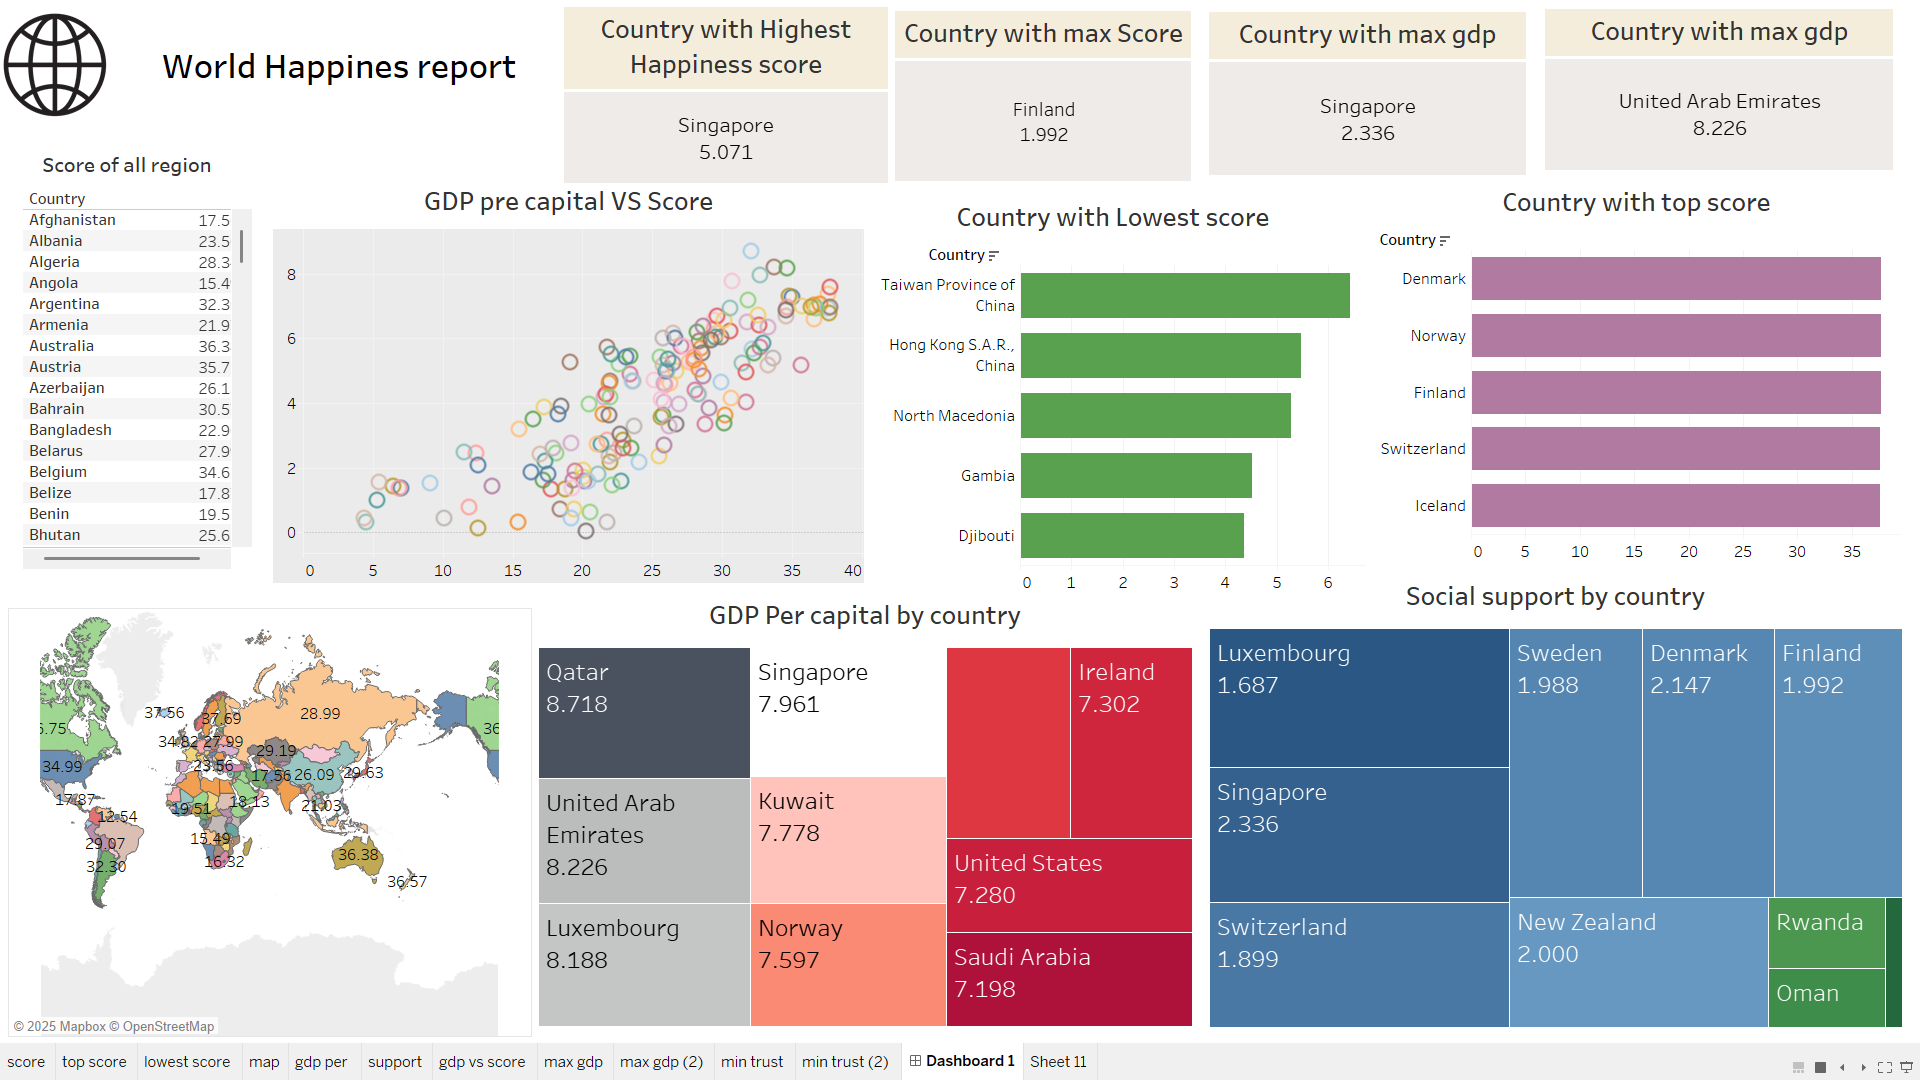 World Happines report
Country with Highest
Happiness score
Singapore
5.071
Country with max Score
Finland
1.992
Country with max gdp
Singapore
2.336
Country with max gdp
United Arab Emirates
8.226
Score of all region
Country
Afghanistan 17.5
Albania 23.5
Algeria 28.3
Angola 15.4
Argentina 32.3
Armenia 21.9
Australia 36.3
Austria 35.7
Azerbaijan 26.1
Bahrain 30.5
Bangladesh 22.9
Belarus 27.9
Belgium 34.6
Belize 17.8
Benin 19.5
Bhutan 25.6
GDP pre capital VS Score
8
6
4
2
0
0 5 10 15 20 25 30 35 40
Country with Lowest score
Country
Taiwan Province of
China
Hong Kong S.A.R.,
China
North Macedonia
Gambia
Djibouti
0 1 2 3 4 5 6
Country with top score
Country
Denmark
Norway
Finland
Switzerland
Iceland
0 5 10 15 20 25 30 35
37.56
37.69
28.99
5.75
36
34.82
27.99
29.19
34.99
23.56
17.56
26.09
29.63
17.87
19.51
18.13
21.03
12.54
29.07
15.49
32.30
16.32
36.38
36.57
© 2025 Mapbox © OpenStreetMap
GDP Per capital by country
Qatar
8.718
United Arab
Emirates
8.226
Luxembourg
8.188
Singapore
7.961
Kuwait
7.778
Norway
7.597
Ireland
7.302
United States
7.280
Saudi Arabia
7.198
Social support by country
Luxembourg
1.687
Singapore
2.336
Switzerland
1.899
Sweden
1.988
Denmark
2.147
Finland
1.992
New Zealand
2.000
Rwanda
Oman
score top score lowest score map gdp per support gdp vs score max gdp max gdp (2) min trust min trust (2) Dashboard 1 Sheet 11